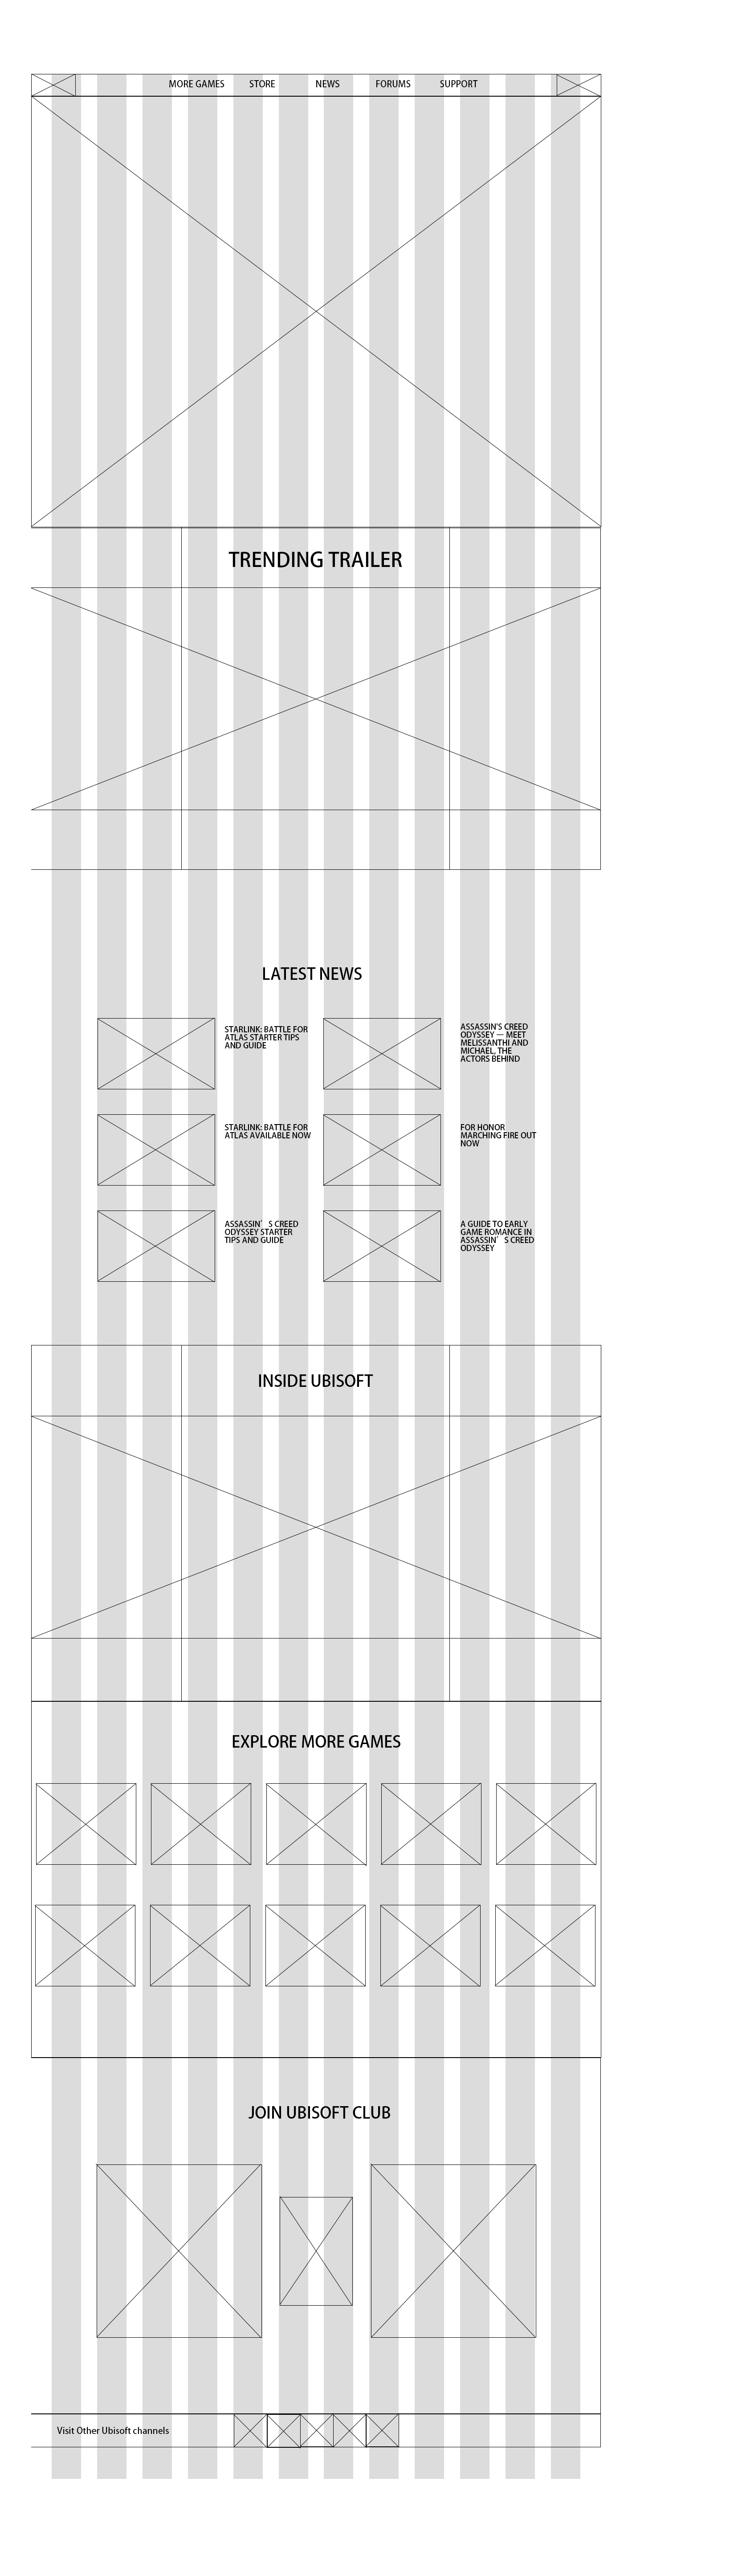 MORE GAMES STORE NEWS FORUMS SUPPORT
TRENDING TRAILER
LATEST NEWS
STARLINK: BATTLE FOR
ATLAS STARTER TIPS
AND GUIDE
ASSASSIN'S CREED
ODYSSEY — MEET
MELISSANTHI AND
MICHAEL, THE
ACTORS BEHIND
STARLINK: BATTLE FOR
ATLAS AVAILABLE NOW
FOR HONOR
MARCHING FIRE OUT
NOW
ASSASSIN’S CREED
ODYSSEY STARTER
TIPS AND GUIDE
A GUIDE TO EARLY
GAME ROMANCE IN
ASSASSIN’S CREED
ODYSSEY
INSIDE UBISOFT
EXPLORE MORE GAMES
JOIN UBISOFT CLUB
Visit Other Ubisoft channels